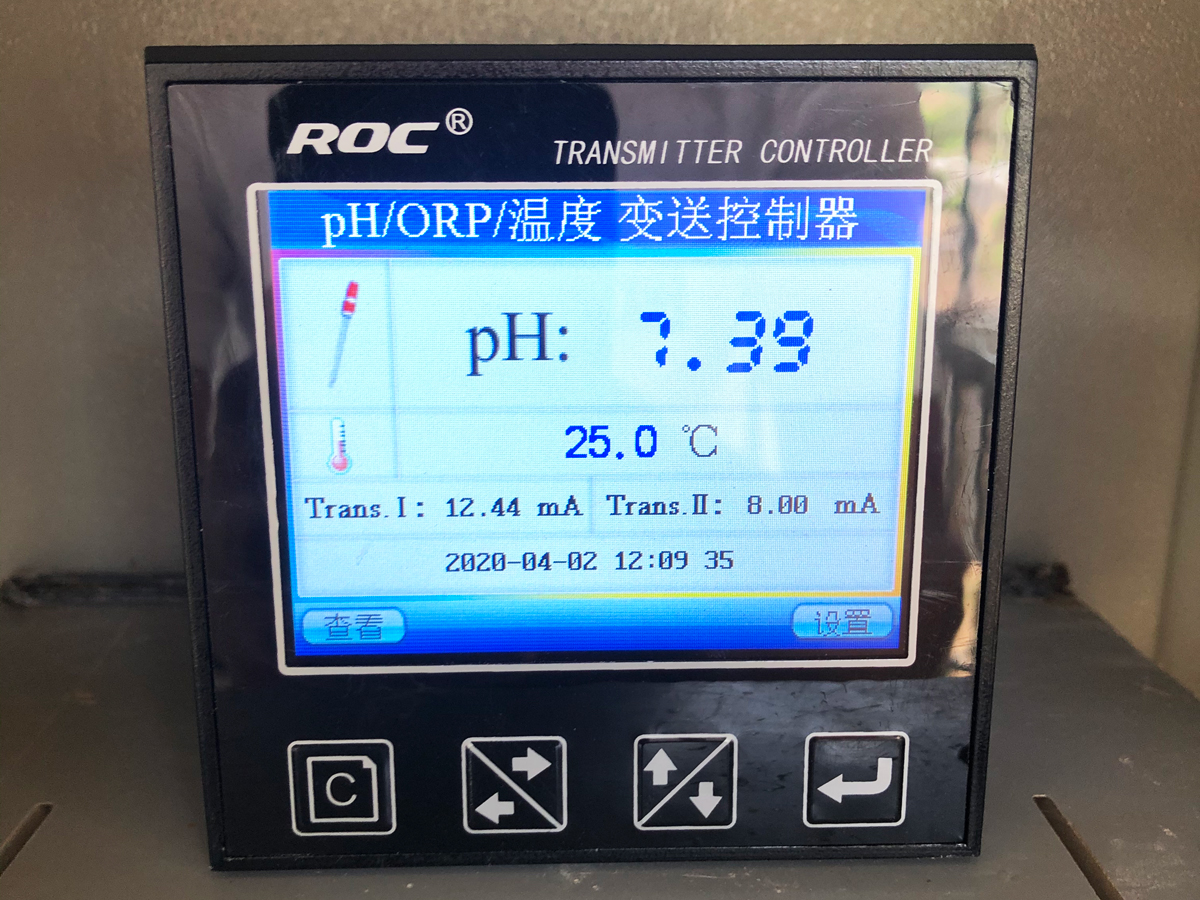 ROC®
TRANSMITTER CONTROLLER
pH/ORP/温度 变送控制器
pH: 7.39
25.0 ℃
Trans.Ⅰ: 12.44 mA Trans.Ⅱ: 8.00 mA
2020-04-02 12:09 35
查看 设置
C